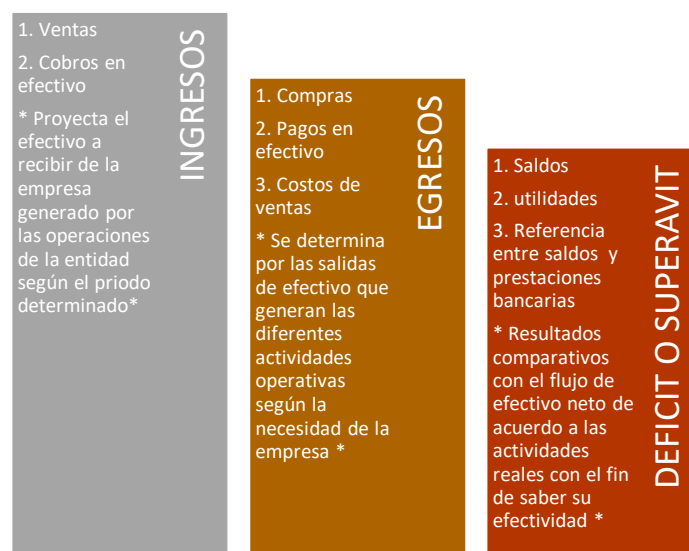 1. Ventas
2. Cobros en
efectivo
* Proyecta el
efectivo a
recibir de la
empresa
generado por
las operaciones
de la entidad
según el priodo
determinado*
INGRESOS
1. Compras
2. Pagos en
efectivo
3. Costos de
ventas
* Se determina
por las salidas
de efectivo que
generan las
diferentes
actividades
operativas
según la
necesidad de la
empresa *
EGRESOS
1. Saldos
2. utilidades
3. Referencia
entre saldos y
prestaciones
bancarias
* Resultados
comparativos
con el flujo de
efectivo neto de
acuerdo a las
actividades
reales con el fin
de saber su
efectividad *
DEFICIT O SUPERAVIT